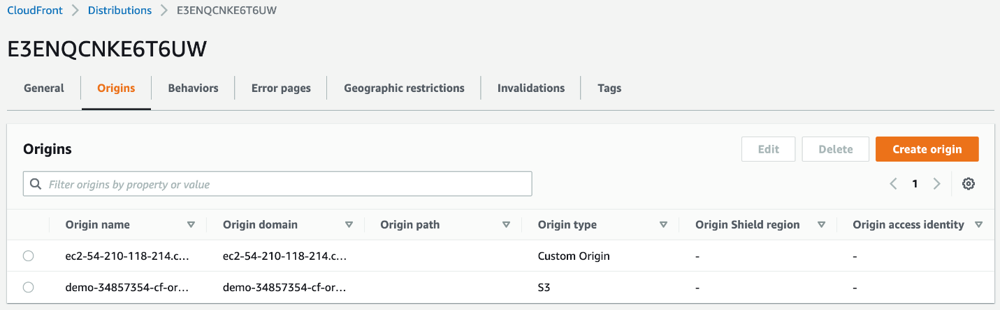 CloudFront > Distributions > E3ENQCNKE6T6UW
E3ENQCNKE6T6UW
General Origins Behaviors Error pages Geographic restrictions Invalidations Tags
Origins Edit Delete Create origin
Filter origins by property or value 1
Origin name Origin domain Origin path Origin type Origin Shield region Origin access identity
ec2-54-210-118-214.c... ec2-54-210-118-214.c... Custom Origin - -
demo-34857354-cf-or... demo-34857354-cf-or... S3 - -